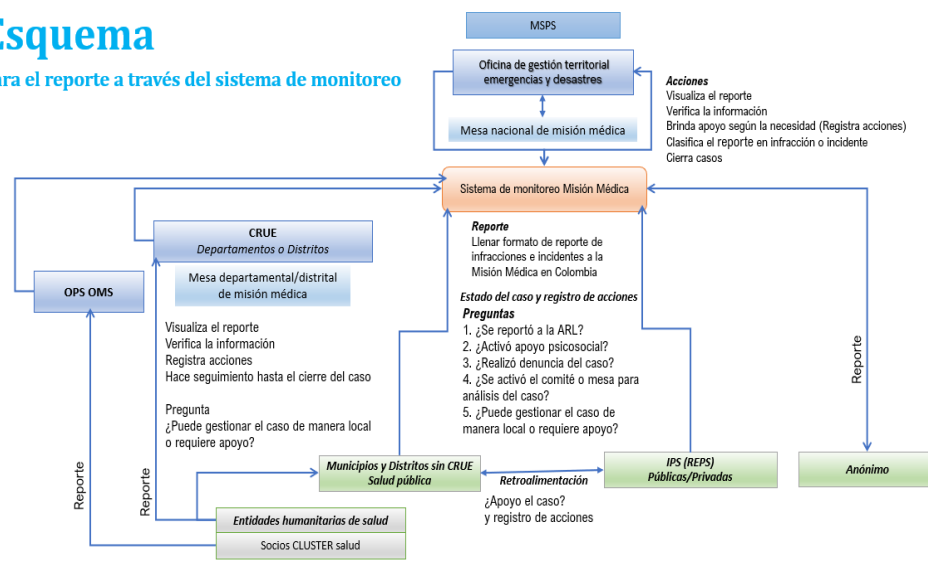 Esquema
ara el reporte a través del sistema de monitoreo
MSPS
Oficina de gestión territorial
emergencias y desastres
Mesa nacional de misión médica
Acciones
Visualiza el reporte
Verifica la información
Brinda apoyo según la necesidad (Registra acciones)
Clasifica el reporte en infracción o incidente
Cierra casos
Sistema de monitoreo Misión Médica
CRUE
Departamentos o Distritos
Mesa departamental/distrital
de misión médica
OPS OMS
Visualiza el reporte
Verifica la información
Registra acciones
Hace seguimiento hasta el cierre del caso
Pregunta
¿Puede gestionar el caso de manera local
o requiere apoyo?
Reporte
Llenar formato de reporte de
infracciones e incidentes a la
Misión Médica en Colombia
Estado del caso y registro de acciones
Preguntas
1. ¿Se reportó a la ARL?
2. ¿Activó apoyo psicosocial?
3. ¿Realizó denuncia del caso?
4. ¿Se activó el comité o mesa para
análisis del caso?
5. ¿Puede gestionar el caso de
manera local o requiere apoyo?
Reporte
Reporte
Reporte
Municipios y Distritos sin CRUE
Salud pública
Retroalimentación
¿Apoyo el caso?
y registro de acciones
IPS (REPS)
Públicas/Privadas
Anónimo
Entidades humanitarias de salud
Socios CLUSTER salud